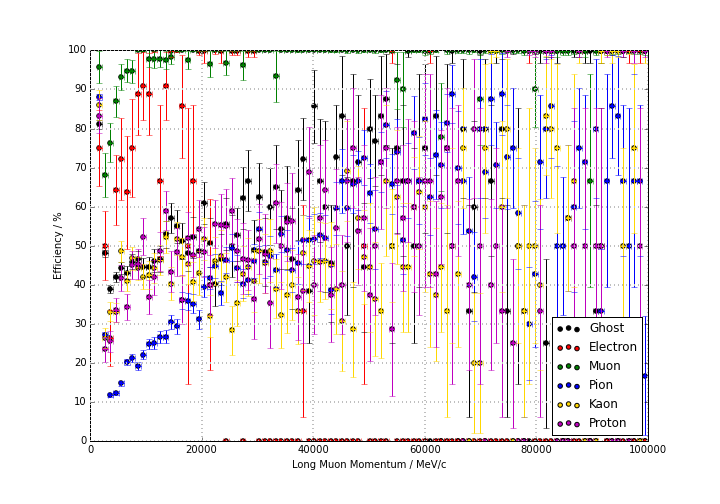 100
90
80
70
60
50
40
30
20
10
0
Efficiency / %
Ghost
Electron
Muon
Pion
Kaon
Proton
0 20000 40000 60000 80000 100000
Long Muon Momentum / MeV/c